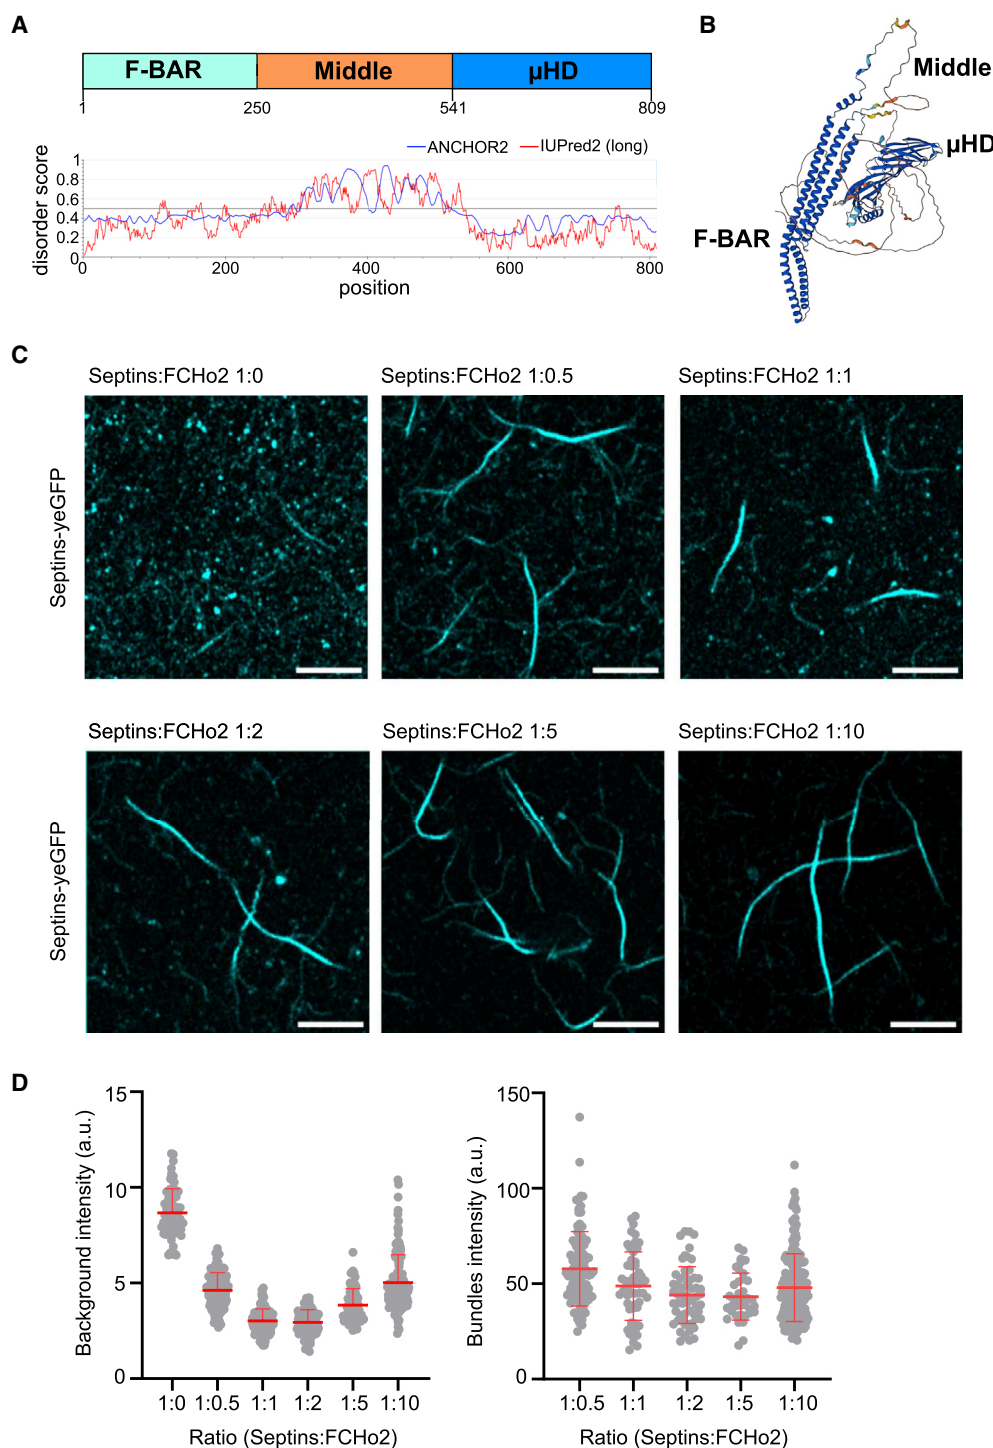 A
F-BAR Middle µHD
1 250 541 809
ANCHOR2 IUPred2 (long)
disorder score
1
0.8
0.6
0.4
0.2
0 200 400 600 800
position
B
Middle
µHD
F-BAR
C
Septins:FCHo2 1:0 Septins:FCHo2 1:0.5 Septins:FCHo2 1:1
Septins-yeGFP
Septins:FCHo2 1:2 Septins:FCHo2 1:5 Septins:FCHo2 1:10
Septins-yeGFP
D
Background intensity (a.u.)
15
10
5
0
1:0 1:0.5 1:1 1:2 1:5 1:10
Ratio (Septins:FCHo2)
Bundles intensity (a.u.)
150
100
50
0
1:0.5 1:1 1:2 1:5 1:10
Ratio (Septins:FCHo2)